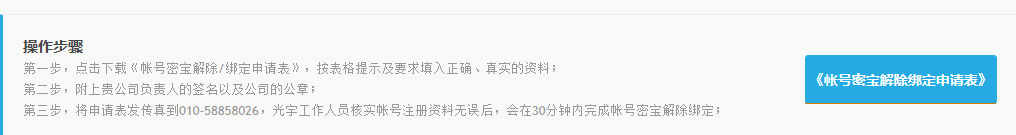 操作步骤
第一步，点击下载《帐号密宝解除/绑定申请表》，按表格提示及要求填入正确、真实的资料；
第二步，附上贵公司负责人的签名以及公司的公章；
第三步，将申请表发传真到010-58858026，光宇工作人员核实帐号注册资料无误后，会在30分钟内完成帐号密宝解除绑定；
《帐号密宝解除绑定申请表》